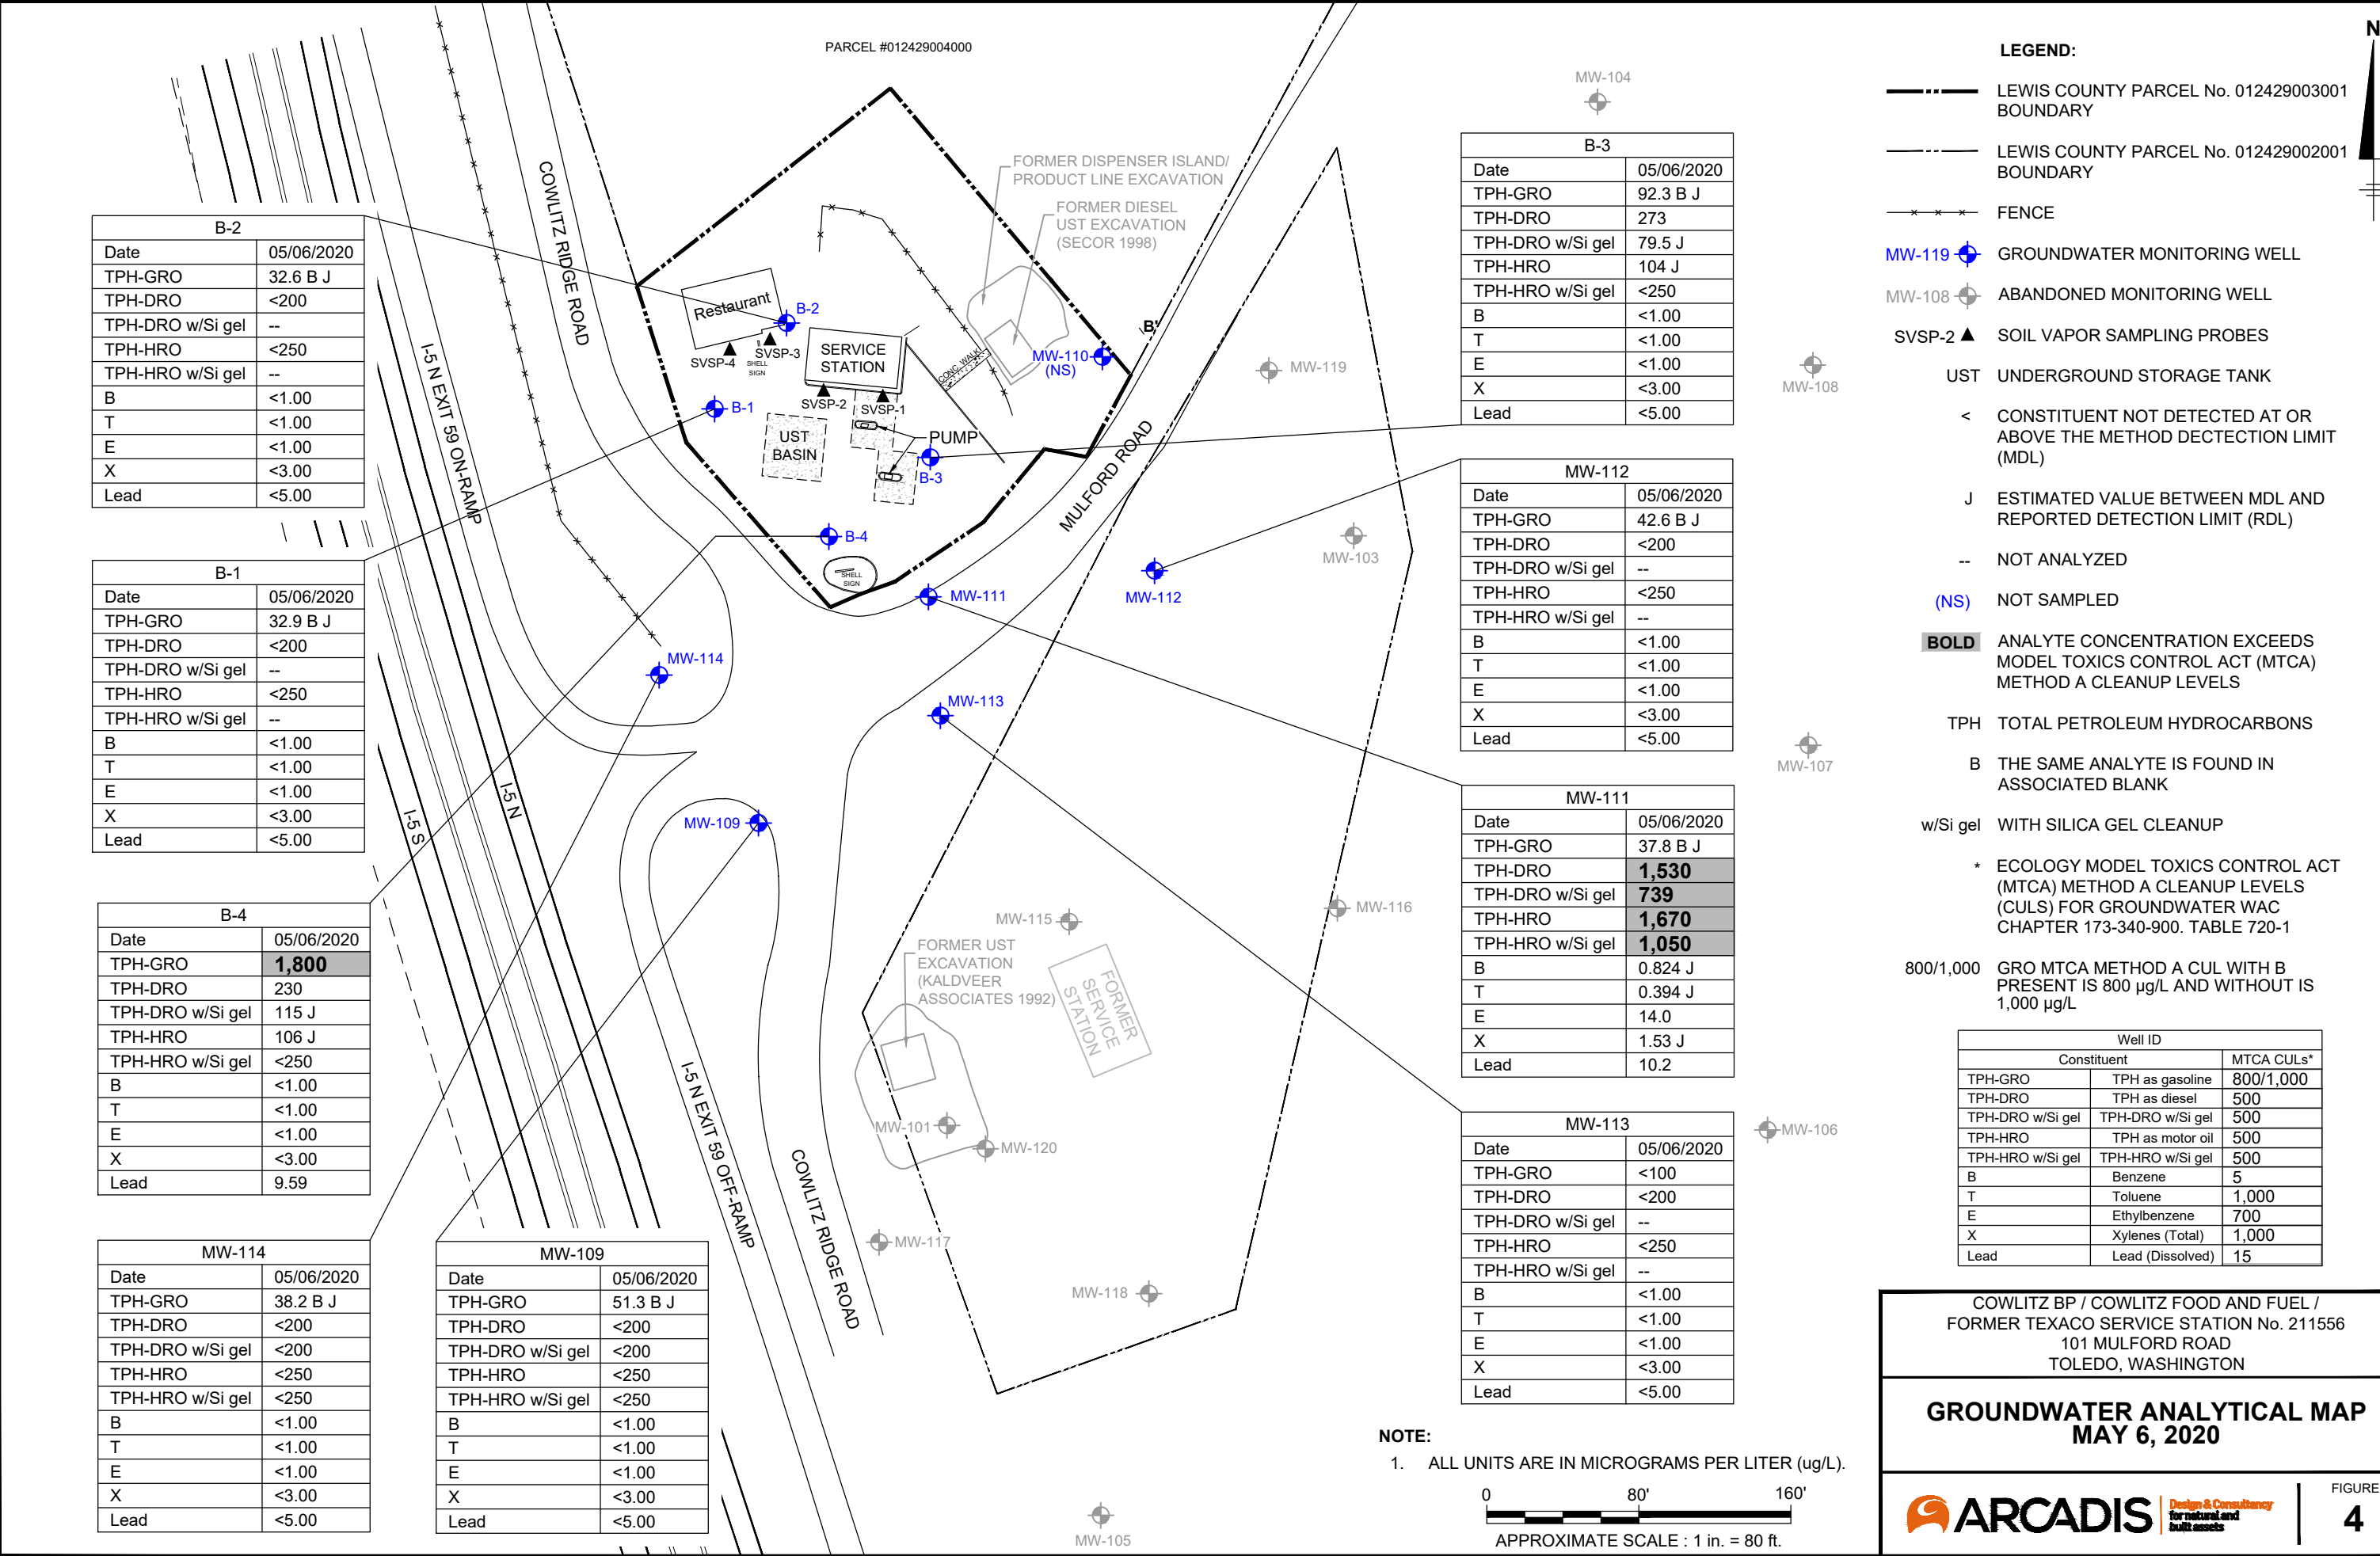 PARCEL #012429004000
MW-104
FORMER DISPENSER ISLAND/
PRODUCT LINE EXCAVATION
FORMER DIESEL
UST EXCAVATION
(SECOR 1998)
COWLITZ RIDGE ROAD
I-5 N EXIT 59 ON-RAMP
Restaurant
B-2
SVSP-3
SVSP-4
SHELL
SIGN
SERVICE
STATION
CONC. WALK
MW-110
(NS)
B'
MW-119
MW-108
SVSP-2
SVSP-1
B-1
UST
BASIN
PUMP
B-3
MULFORD ROAD
B-4
SHELL
SIGN
MW-111
MW-112
MW-103
MW-114
MW-113
MW-107
I-5 N
I-5 S
MW-109
MW-115
MW-116
FORMER UST
EXCAVATION
(KALDVEER
ASSOCIATES 1992)
FORMER
SERVICE
STATION
I-5 N EXIT 59 OFF-RAMP
COWLITZ RIDGE ROAD
MW-101
MW-120
MW-106
MW-117
MW-118
MW-105
B-2
Date 05/06/2020
TPH-GRO 32.6 B J
TPH-DRO <200
TPH-DRO w/Si gel --
TPH-HRO <250
TPH-HRO w/Si gel --
B <1.00
T <1.00
E <1.00
X <3.00
Lead <5.00
B-1
Date 05/06/2020
TPH-GRO 32.9 B J
TPH-DRO <200
TPH-DRO w/Si gel --
TPH-HRO <250
TPH-HRO w/Si gel --
B <1.00
T <1.00
E <1.00
X <3.00
Lead <5.00
B-4
Date 05/06/2020
TPH-GRO 1,800
TPH-DRO 230
TPH-DRO w/Si gel 115 J
TPH-HRO 106 J
TPH-HRO w/Si gel <250
B <1.00
T <1.00
E <1.00
X <3.00
Lead 9.59
MW-114
Date 05/06/2020
TPH-GRO 38.2 B J
TPH-DRO <200
TPH-DRO w/Si gel <200
TPH-HRO <250
TPH-HRO w/Si gel <250
B <1.00
T <1.00
E <1.00
X <3.00
Lead <5.00
MW-109
Date 05/06/2020
TPH-GRO 51.3 B J
TPH-DRO <200
TPH-DRO w/Si gel <200
TPH-HRO <250
TPH-HRO w/Si gel <250
B <1.00
T <1.00
E <1.00
X <3.00
Lead <5.00
B-3
Date 05/06/2020
TPH-GRO 92.3 B J
TPH-DRO 273
TPH-DRO w/Si gel 79.5 J
TPH-HRO 104 J
TPH-HRO w/Si gel <250
B <1.00
T <1.00
E <1.00
X <3.00
Lead <5.00
MW-112
Date 05/06/2020
TPH-GRO 42.6 B J
TPH-DRO <200
TPH-DRO w/Si gel --
TPH-HRO <250
TPH-HRO w/Si gel --
B <1.00
T <1.00
E <1.00
X <3.00
Lead <5.00
MW-111
Date 05/06/2020
TPH-GRO 37.8 B J
TPH-DRO 1,530
TPH-DRO w/Si gel 739
TPH-HRO 1,670
TPH-HRO w/Si gel 1,050
B 0.824 J
T 0.394 J
E 14.0
X 1.53 J
Lead 10.2
MW-113
Date 05/06/2020
TPH-GRO <100
TPH-DRO <200
TPH-DRO w/Si gel --
TPH-HRO <250
TPH-HRO w/Si gel --
B <1.00
T <1.00
E <1.00
X <3.00
Lead <5.00
NOTE:
1. ALL UNITS ARE IN MICROGRAMS PER LITER (ug/L).
0 80' 160'
APPROXIMATE SCALE : 1 in. = 80 ft.
N
LEGEND:
LEWIS COUNTY PARCEL No. 012429003001
BOUNDARY
LEWIS COUNTY PARCEL No. 012429002001
BOUNDARY
FENCE
MW-119 GROUNDWATER MONITORING WELL
MW-108 ABANDONED MONITORING WELL
SVSP-2 SOIL VAPOR SAMPLING PROBES
UST UNDERGROUND STORAGE TANK
< CONSTITUENT NOT DETECTED AT OR
ABOVE THE METHOD DECTECTION LIMIT
(MDL)
J ESTIMATED VALUE BETWEEN MDL AND
REPORTED DETECTION LIMIT (RDL)
-- NOT ANALYZED
(NS) NOT SAMPLED
BOLD ANALYTE CONCENTRATION EXCEEDS
MODEL TOXICS CONTROL ACT (MTCA)
METHOD A CLEANUP LEVELS
TPH TOTAL PETROLEUM HYDROCARBONS
B THE SAME ANALYTE IS FOUND IN
ASSOCIATED BLANK
w/Si gel WITH SILICA GEL CLEANUP
* ECOLOGY MODEL TOXICS CONTROL ACT
(MTCA) METHOD A CLEANUP LEVELS
(CULS) FOR GROUNDWATER WAC
CHAPTER 173-340-900. TABLE 720-1
800/1,000 GRO MTCA METHOD A CUL WITH B
PRESENT IS 800 µg/L AND WITHOUT IS
1,000 µg/L
Well ID
Constituent MTCA CULs*
TPH-GRO TPH as gasoline 800/1,000
TPH-DRO TPH as diesel 500
TPH-DRO w/Si gel TPH-DRO w/Si gel 500
TPH-HRO TPH as motor oil 500
TPH-HRO w/Si gel TPH-HRO w/Si gel 500
B Benzene 5
T Toluene 1,000
E Ethylbenzene 700
X Xylenes (Total) 1,000
Lead Lead (Dissolved) 15
COWLITZ BP / COWLITZ FOOD AND FUEL /
FORMER TEXACO SERVICE STATION No. 211556
101 MULFORD ROAD
TOLEDO, WASHINGTON
GROUNDWATER ANALYTICAL MAP
MAY 6, 2020
ARCADIS
Design & Consultancy
for natural and
built assets
FIGURE
4